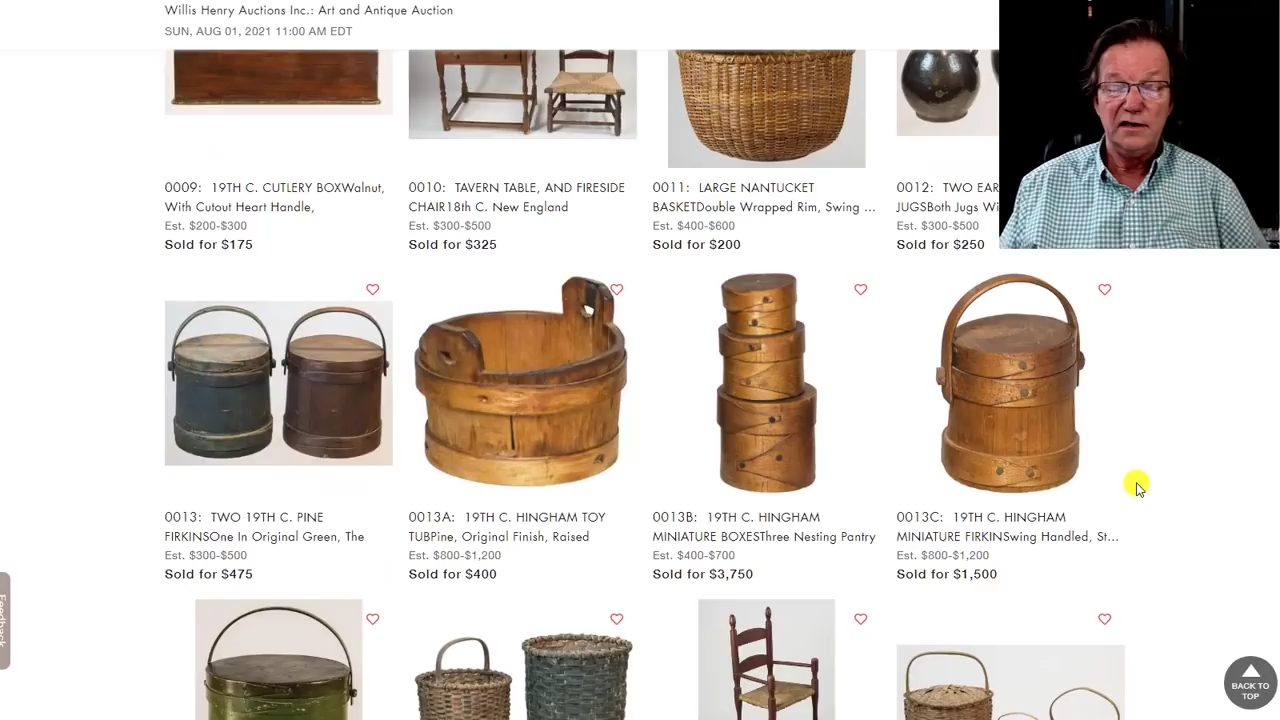 Willis Henry Auctions Inc.: Art and Antique Auction
SUN, AUG 01, 2021 11:00 AM EDT
0009: 19TH C. CUTLERY BOXWalnut,
With Cutout Heart Handle,
Est. $200-$300
Sold for $175
0010: TAVERN TABLE, AND FIRESIDE
CHAIR18th C. New England
Est. $300-$500
Sold for $325
0011: LARGE NANTUCKET
BASKETDouble Wrapped Rim, Swing ...
Est. $400-$600
Sold for $200
0012: TWO EAR
JUGSBoth Jugs Wi
Est. $300-$500
Sold for $250
0013: TWO 19TH C. PINE
FIRKINSOne In Original Green, The
Est. $300-$500
Sold for $475
0013A: 19TH C. HINGHAM TOY
TUBPine, Original Finish, Raised
Est. $800-$1,200
Sold for $400
0013B: 19TH C. HINGHAM
MINIATURE BOXESThree Nesting Pantry
Est. $400-$700
Sold for $3,750
0013C: 19TH C. HINGHAM
MINIATURE FIRKINSwing Handled, St...
Est. $800-$1,200
Sold for $1,500
Feedback
BACK TO
TOP